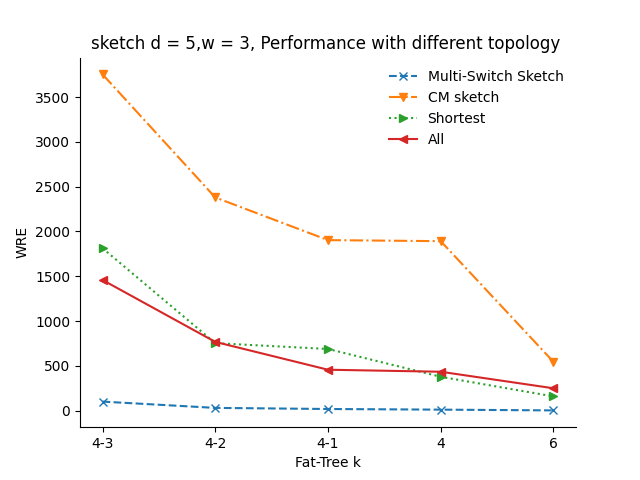 sketch d = 5,w = 3, Performance with different topology
Multi-Switch Sketch
CM sketch
Shortest
All
WRE
3500
3000
2500
2000
1500
1000
500
0
4-3 4-2 4-1 4 6
Fat-Tree k